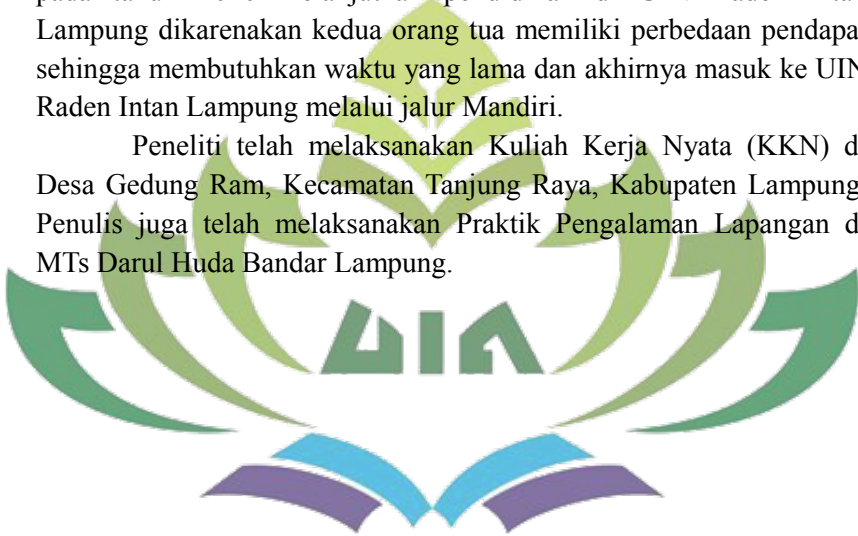 Lampung dikarenakan kedua orang tua memiliki perbedaan pendapa
sehingga membutuhkan waktu yang lama dan akhirnya masuk ke UIN
Raden Intan Lampung melalui jalur Mandiri.
Peneliti telah melaksanakan Kuliah Kerja Nyata (KKN) d
Desa Gedung Ram, Kecamatan Tanjung Raya, Kabupaten Lampung
Penulis juga telah melaksanakan Praktik Pengalaman Lapangan d
MTs Darul Huda Bandar Lampung.
UIN